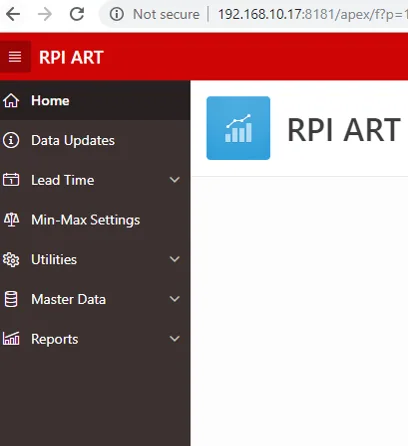 Not secure | 192.168.10.17:8181/apex/f?p=1
RPI ART
Home
RPI ART
Data Updates
Lead Time
Min-Max Settings
Utilities
Master Data
Reports